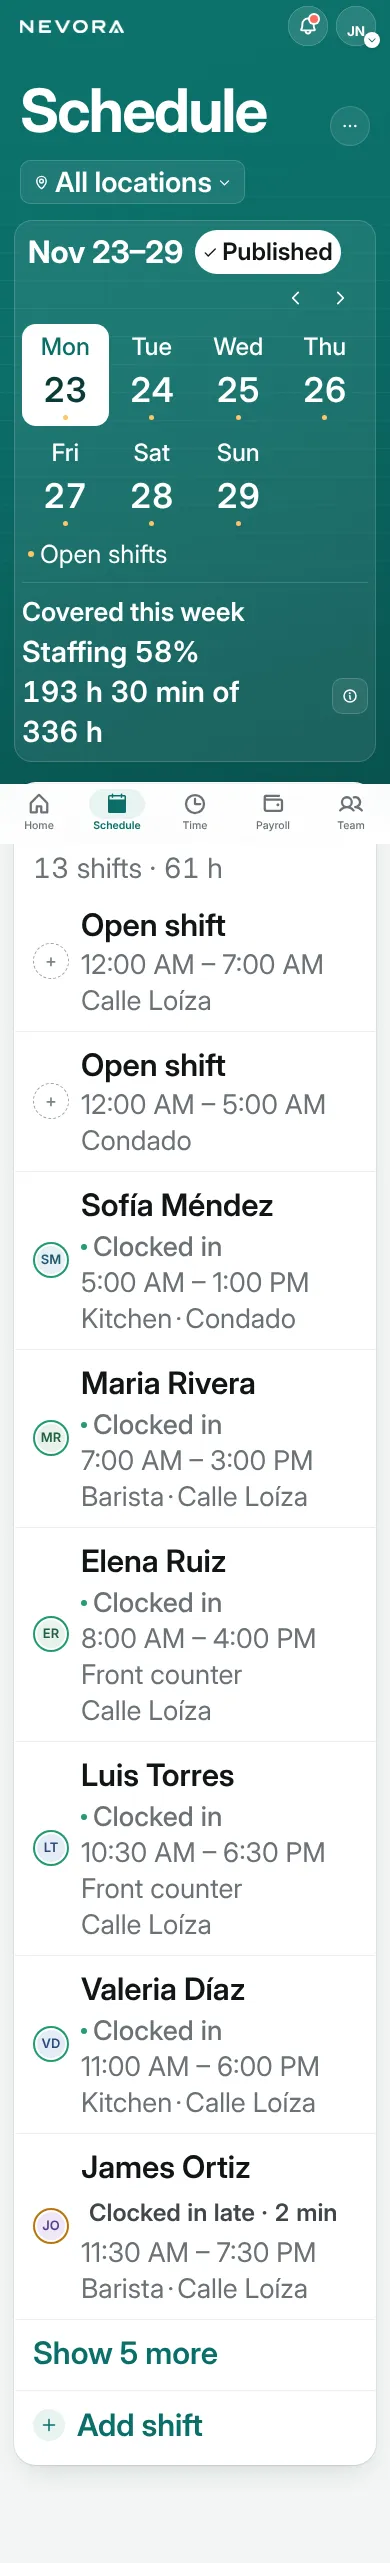 NEVORA
JN
Schedule
All locations
Nov 23–29
Published
Mon Tue Wed Thu
23 24 25 26
Fri Sat Sun
27 28 29
Open shifts
Covered this week
Staffing 58%
193 h 30 min of
336 h
Home Schedule Time Payroll Team
13 shifts · 61 h
Open shift
12:00 AM – 7:00 AM
Calle Loíza
Open shift
12:00 AM – 5:00 AM
Condado
Sofía Méndez
SM
Clocked in
5:00 AM – 1:00 PM
Kitchen · Condado
Maria Rivera
MR
Clocked in
7:00 AM – 3:00 PM
Barista · Calle Loíza
Elena Ruiz
Clocked in
ER
8:00 AM – 4:00 PM
Front counter
Calle Loíza
Luis Torres
Clocked in
LT
10:30 AM – 6:30 PM
Front counter
Calle Loíza
Valeria Díaz
Clocked in
VD
11:00 AM – 6:00 PM
Kitchen · Calle Loíza
James Ortiz
Clocked in late · 2 min
JO
11:30 AM – 7:30 PM
Barista · Calle Loíza
Show 5 more
Add shift